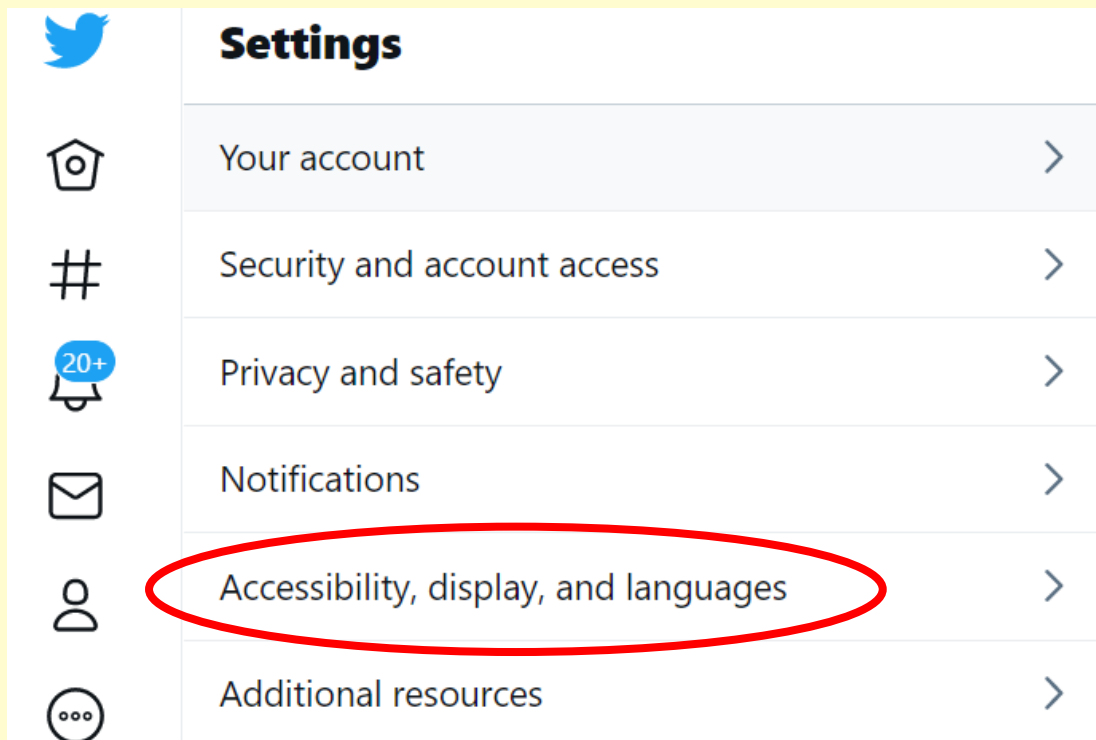 Settings
Your account
Security and account access
20+
Privacy and safety
Notifications
Accessibility, display, and languages
Additional resources